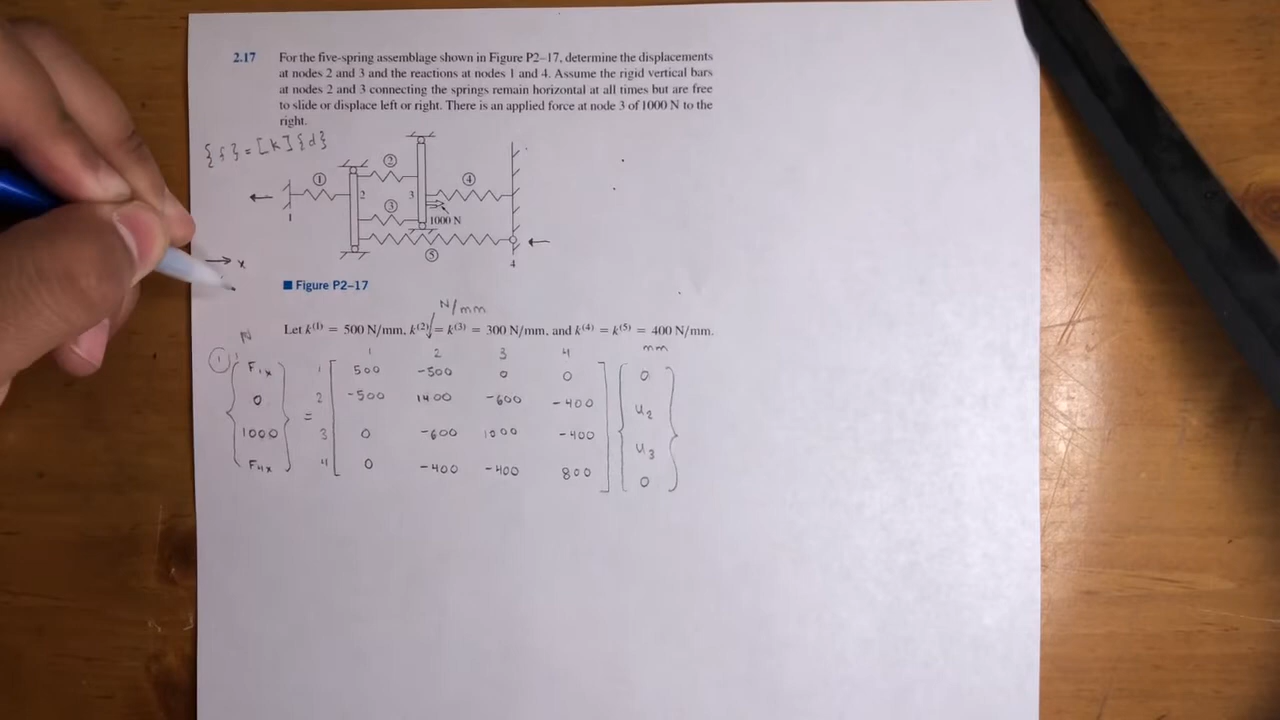 2.17 For the five-spring assemblage shown in Figure P2–17, determine the displacements
at nodes 2 and 3 and the reactions at nodes 1 and 4. Assume the rigid vertical bars
at nodes 2 and 3 connecting the springs remain horizontal at all times but are free
to slide or displace left or right. There is an applied force at node 3 of 1000 N to the
right.
{f} = [k]{d}
① ② ③ ④ ⑤
1 2 3 4
1000 N
x
■ Figure P2–17
N/mm
Let k(1) = 500 N/mm, k(2) = k(3) = 300 N/mm, and k(4) = k(5) = 400 N/mm.
N
mm
1 2 3 4
① { F1x 1 [ 500 -500 0 0 ] { 0
0 = 2 -500 1400 -600 -400 u2
1000 3 0 -600 1000 -400 u3
F4x } 4 0 -400 -400 800 0 }